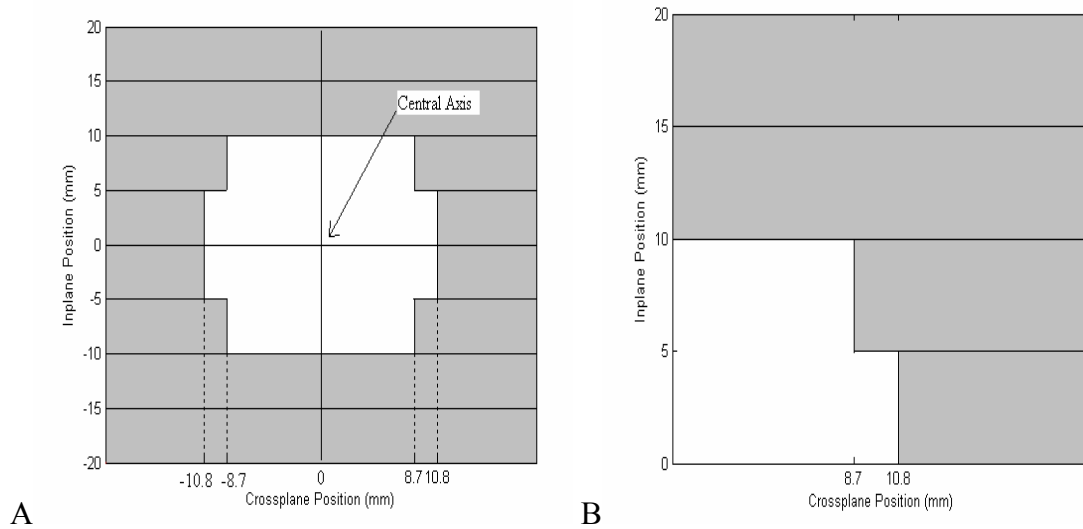 20
15
10
5
0
-5
-10
-15
-20
Inplane Position (mm)
Central Axis
-10.8 -8.7 0 8.7 10.8
Crossplane Position (mm)
A
20
15
10
5
0
Inplane Position (mm)
8.7 10.8
Crossplane Position (mm)
B